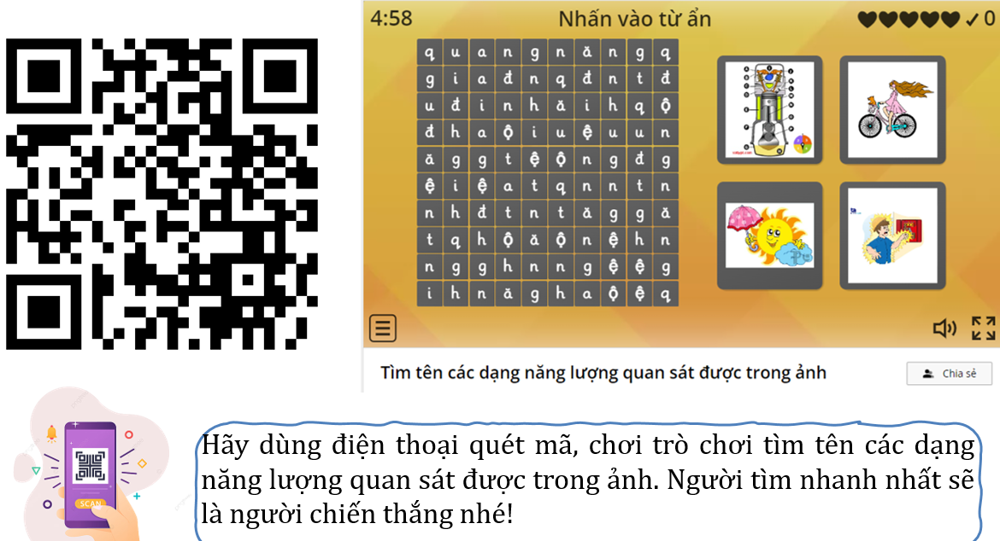 4:58
Nhấn vào từ ẩn
✓ 0
q u a n g n ă n g q
g i a đ n q đ n t đ
u đ i n h ă i h q ộ
đ h a ộ i u ệ u u n
ă g g t ệ ộ n g đ g
ệ i ệ a t q n n t n
n h đ t n t ă g g ă
t q h ộ ă ộ n ệ h n
n g g h n n g ệ ệ g
i h n ă g h a ộ ệ q
Tìm tên các dạng năng lượng quan sát được trong ảnh
Chia sẻ
SCAN
Hãy dùng điện thoại quét mã, chơi trò chơi tìm tên các dạng
năng lượng quan sát được trong ảnh. Người tìm nhanh nhất sẽ
là người chiến thắng nhé!